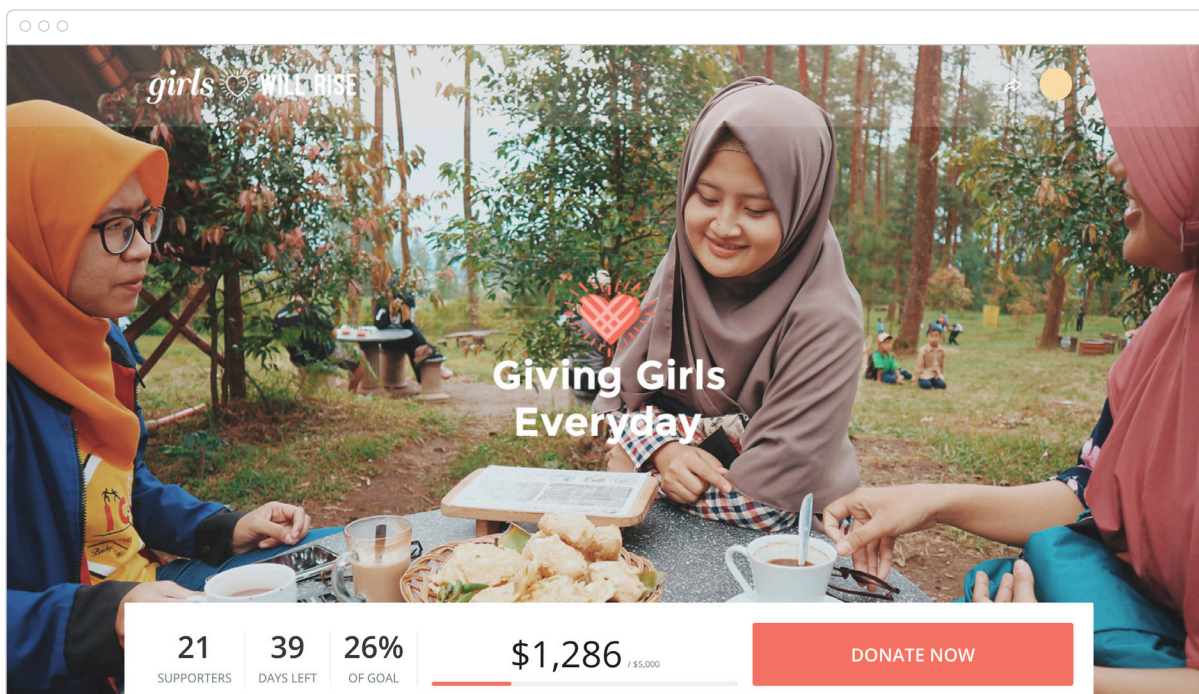 girls WILL RISE
Giving Girls
Everyday
21
SUPPORTERS
39
DAYS LEFT
26%
OF GOAL
$1,286 / $5,000
DONATE NOW